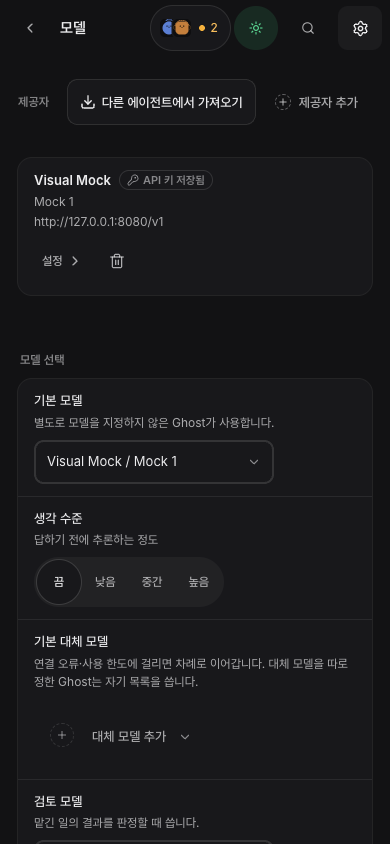 모델
2
제공자
다른 에이전트에서 가져오기
제공자 추가
Visual Mock
API 키 저장됨
Mock 1
http://127.0.0.1:8080/v1
설정
모델 선택
기본 모델
별도로 모델을 지정하지 않은 Ghost가 사용합니다.
Visual Mock / Mock 1
생각 수준
답하기 전에 추론하는 정도
끔
낮음
중간
높음
기본 대체 모델
연결 오류·사용 한도에 걸리면 차례로 이어갑니다. 대체 모델을 따로
정한 Ghost는 자기 목록을 씁니다.
대체 모델 추가
검토 모델
맡긴 일의 결과를 판정할 때 씁니다.